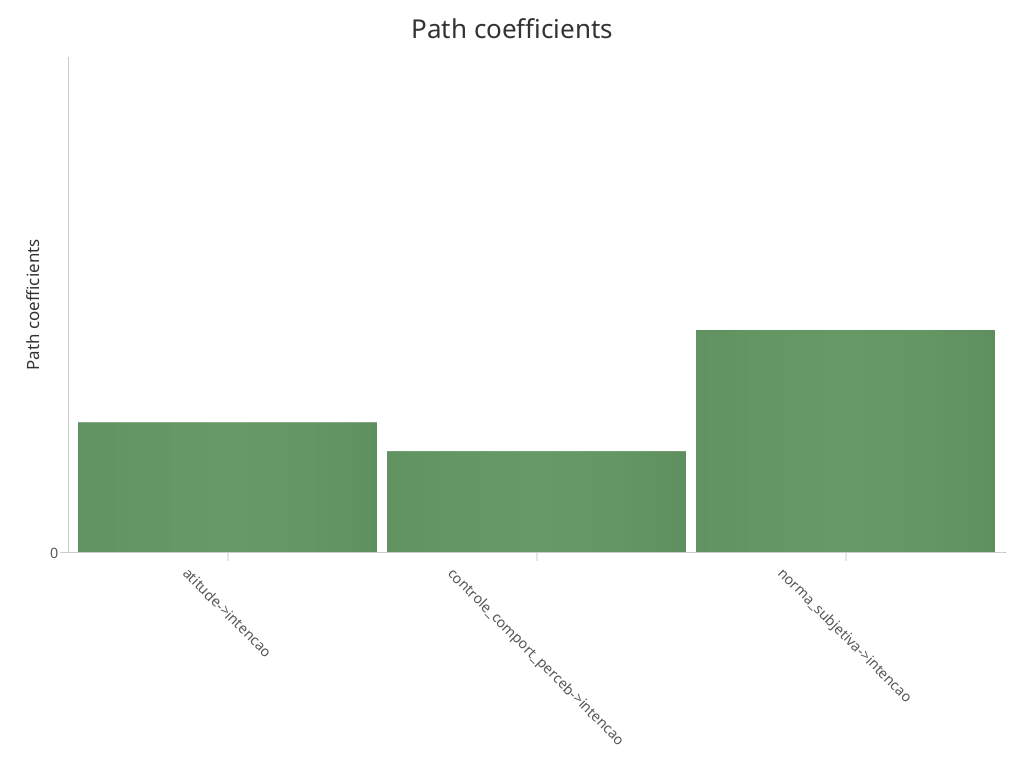 Path coefficients
Path coefficients
0
atitude->intencao
controle_comport_perceb->intencao
norma_subjetiva->intencao